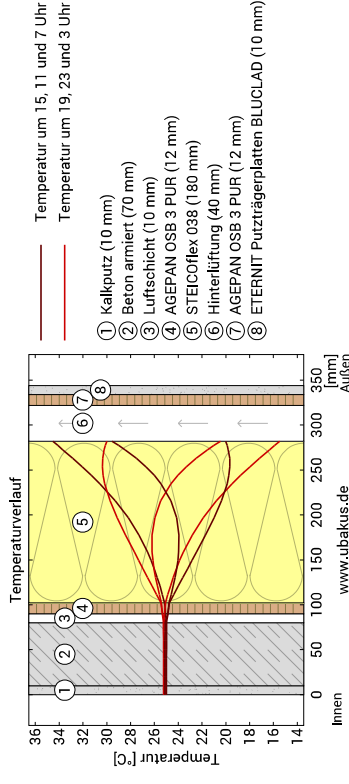 Temperaturverlauf
Temperatur [°C]
36
34
32
30
28
26
24
22
20
18
16
14
1
2
3
4
5
6
7
8
0
50
100
150
200
250
300
350
[mm]
Innen
www.ubakus.de
Außen
Temperatur um 15, 11 und 7 Uhr
Temperatur um 19, 23 und 3 Uhr
1 Kalkputz (10 mm)
2 Beton armiert (70 mm)
3 Luftschicht (10 mm)
4 AGEPAN OSB 3 PUR (12 mm)
5 STEICOflex 038 (180 mm)
6 Hinterlüftung (40 mm)
7 AGEPAN OSB 3 PUR (12 mm)
8 ETERNIT Putzträgerplatten BLUCLAD (10 mm)